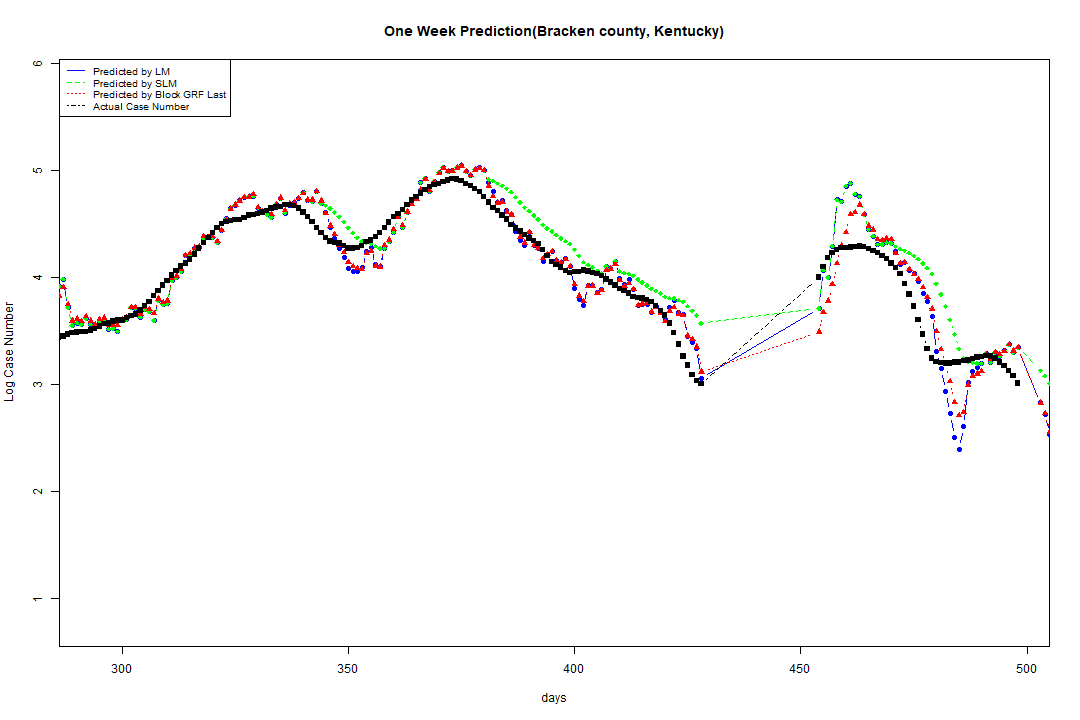 One Week Prediction(Bracken county, Kentucky)
Predicted by LM
Predicted by SLM
Predicted by Block GRF Last
Actual Case Number
6
5
4
3
2
1
Log Case Number
300 350 400 450 500
days